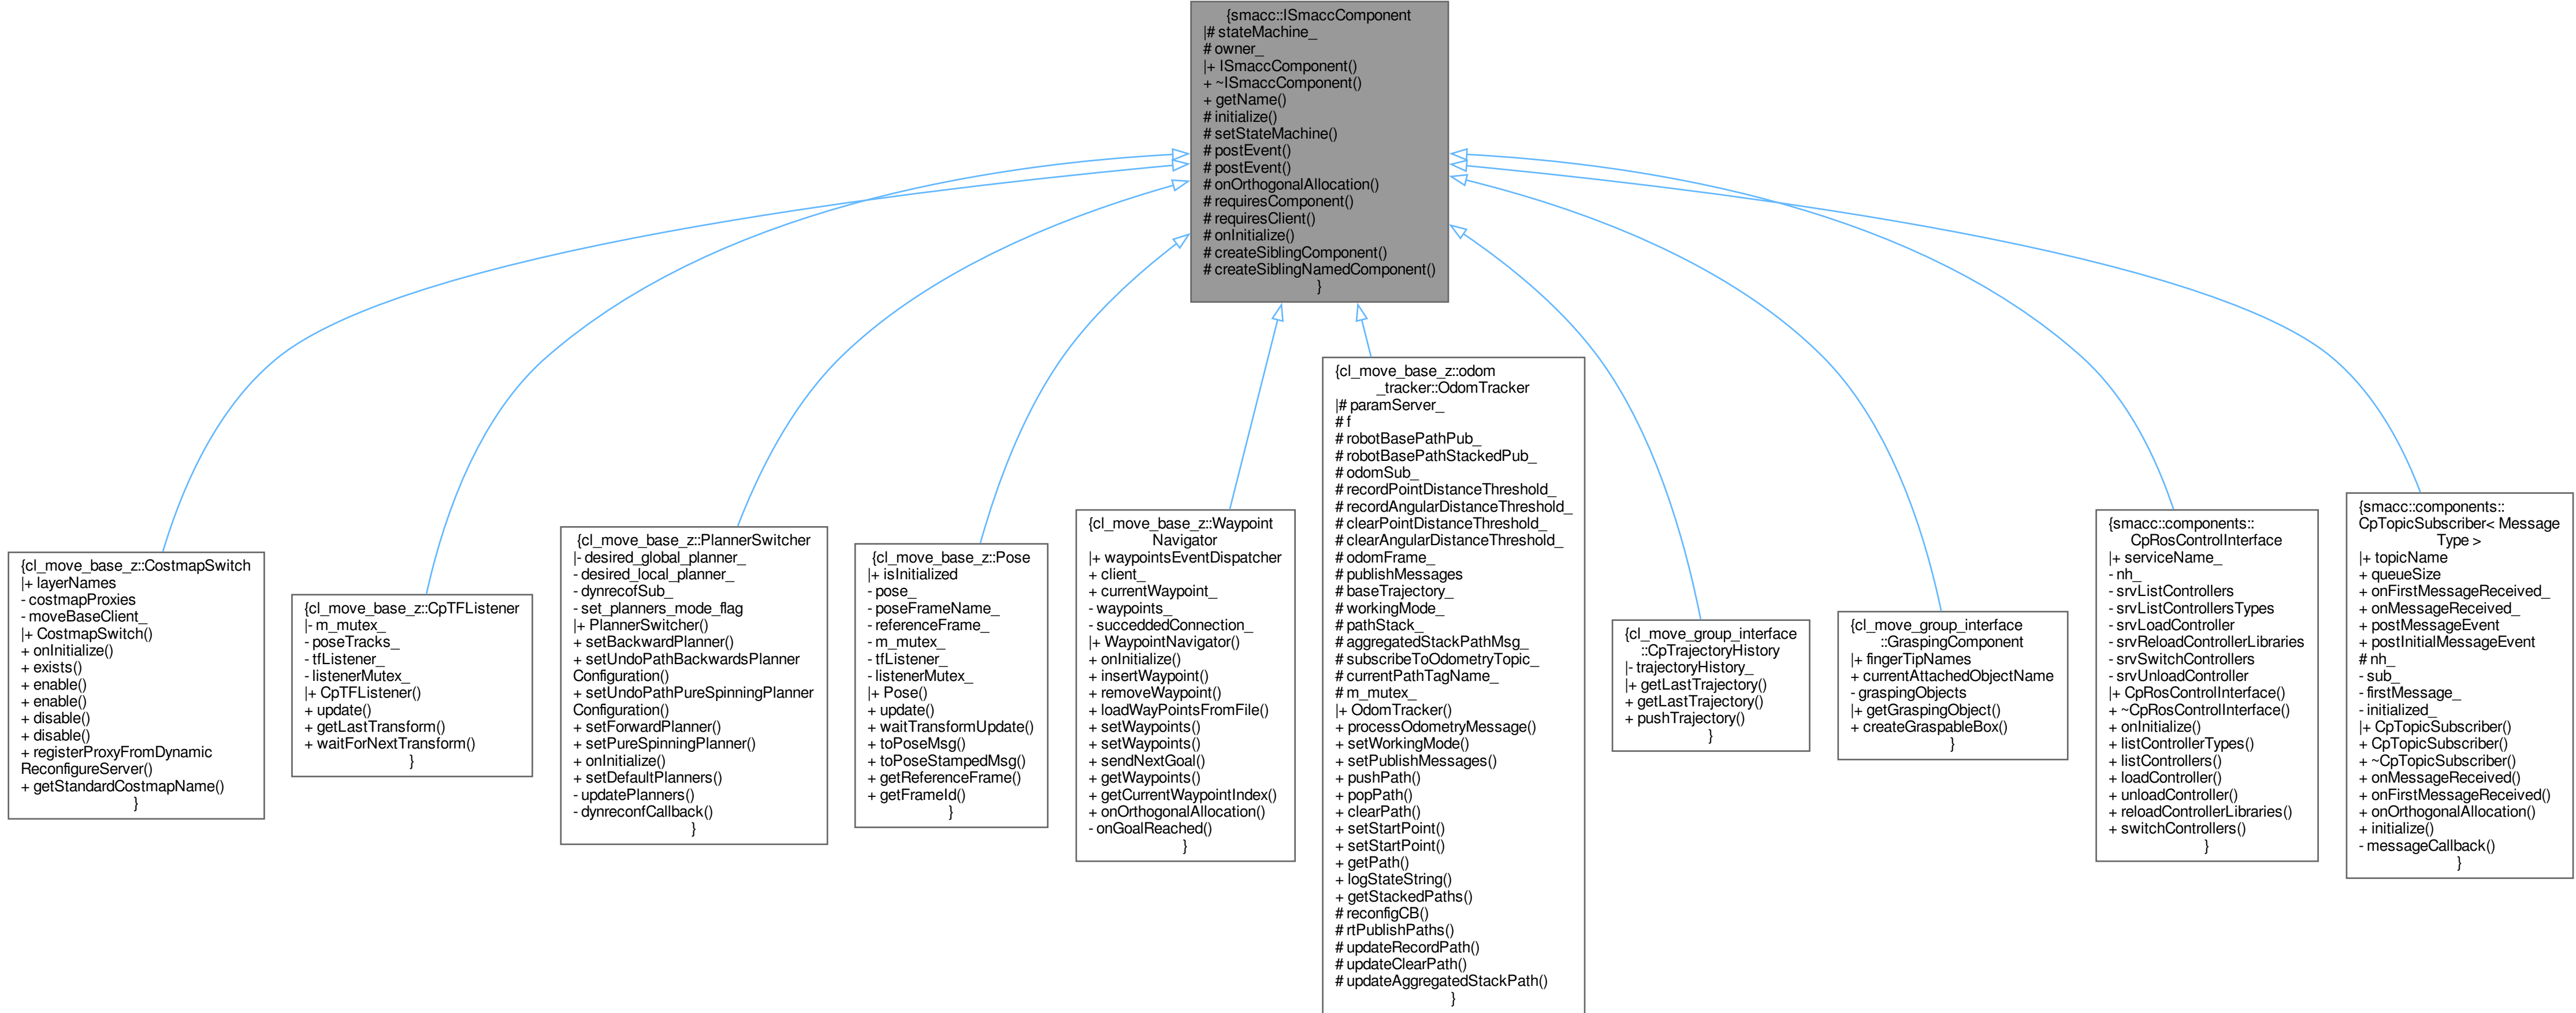 {smacc::ISmaccComponent
|# stateMachine_
# owner_
|+ ISmaccComponent()
+ ~ISmaccComponent()
+ getName()
# initialize()
# setStateMachine()
# postEvent()
# postEvent()
# onOrthogonalAllocation()
# requiresComponent()
# requiresClient()
# onInitialize()
# createSiblingComponent()
# createSiblingNamedComponent()
}
{cl_move_base_z::CostmapSwitch
|+ layerNames
- costmapProxies
- moveBaseClient_
|+ CostmapSwitch()
+ onInitialize()
+ exists()
+ enable()
+ enable()
+ disable()
+ disable()
+ registerProxyFromDynamic
ReconfigureServer()
+ getStandardCostmapName()
}
{cl_move_base_z::CpTFListener
|- m_mutex_
- poseTracks_
- tfListener_
- listenerMutex_
|+ CpTFListener()
+ update()
+ getLastTransform()
+ waitForNextTransform()
}
{cl_move_base_z::PlannerSwitcher
|- desired_global_planner_
- desired_local_planner_
- dynrecofSub_
- set_planners_mode_flag
|+ PlannerSwitcher()
+ setBackwardPlanner()
+ setUndoPathBackwardsPlanner
Configuration()
+ setUndoPathPureSpinningPlanner
Configuration()
+ setForwardPlanner()
+ setPureSpinningPlanner()
+ onInitialize()
+ setDefaultPlanners()
- updatePlanners()
- dynreconfCallback()
}
{cl_move_base_z::Pose
|+ isInitialized
- pose_
- poseFrameName_
- referenceFrame_
- m_mutex_
- tfListener_
- listenerMutex_
|+ Pose()
+ update()
+ waitTransformUpdate()
+ toPoseMsg()
+ toPoseStampedMsg()
+ getReferenceFrame()
+ getFrameId()
}
{cl_move_base_z::Waypoint
Navigator
|+ waypointsEventDispatcher
+ client_
+ currentWaypoint_
- waypoints_
- succeddedConnection_
|+ WaypointNavigator()
+ onInitialize()
+ insertWaypoint()
+ removeWaypoint()
+ loadWayPointsFromFile()
+ setWaypoints()
+ setWaypoints()
+ sendNextGoal()
+ getWaypoints()
+ getCurrentWaypointIndex()
+ onOrthogonalAllocation()
- onGoalReached()
}
{cl_move_base_z::odom
_tracker::OdomTracker
|# paramServer_
# f
# robotBasePathPub_
# robotBasePathStackedPub_
# odomSub_
# recordPointDistanceThreshold_
# recordAngularDistanceThreshold_
# clearPointDistanceThreshold_
# clearAngularDistanceThreshold_
# odomFrame_
# publishMessages
# baseTrajectory_
# workingMode_
# pathStack_
# aggregatedStackPathMsg_
# subscribeToOdometryTopic_
# currentPathTagName_
# m_mutex_
|+ OdomTracker()
+ processOdometryMessage()
+ setWorkingMode()
+ setPublishMessages()
+ pushPath()
+ popPath()
+ clearPath()
+ setStartPoint()
+ setStartPoint()
+ getPath()
+ logStateString()
+ getStackedPaths()
# reconfigCB()
# rtPublishPaths()
# updateRecordPath()
# updateClearPath()
# updateAggregatedStackPath()
}
{cl_move_group_interface
::CpTrajectoryHistory
|- trajectoryHistory_
|+ getLastTrajectory()
+ getLastTrajectory()
+ pushTrajectory()
}
{cl_move_group_interface
::GraspingComponent
|+ fingerTipNames
+ currentAttachedObjectName
- graspingObjects
|+ getGraspingObject()
+ createGraspableBox()
}
{smacc::components::
CpRosControlInterface
|+ serviceName_
- nh_
- srvListControllers
- srvListControllersTypes
- srvLoadController
- srvReloadControllerLibraries
- srvSwitchControllers
- srvUnloadController
|+ CpRosControlInterface()
+ ~CpRosControlInterface()
+ onInitialize()
+ listControllerTypes()
+ listControllers()
+ loadController()
+ unloadController()
+ reloadControllerLibraries()
+ switchControllers()
}
{smacc::components::
CpTopicSubscriber< Message
Type >
|+ topicName
+ queueSize
+ onFirstMessageReceived_
+ onMessageReceived_
+ postMessageEvent
+ postInitialMessageEvent
# nh_
- sub_
- firstMessage_
- initialized_
|+ CpTopicSubscriber()
+ CpTopicSubscriber()
+ ~CpTopicSubscriber()
+ onMessageReceived()
+ onFirstMessageReceived()
+ onOrthogonalAllocation()
+ initialize()
- messageCallback()
}